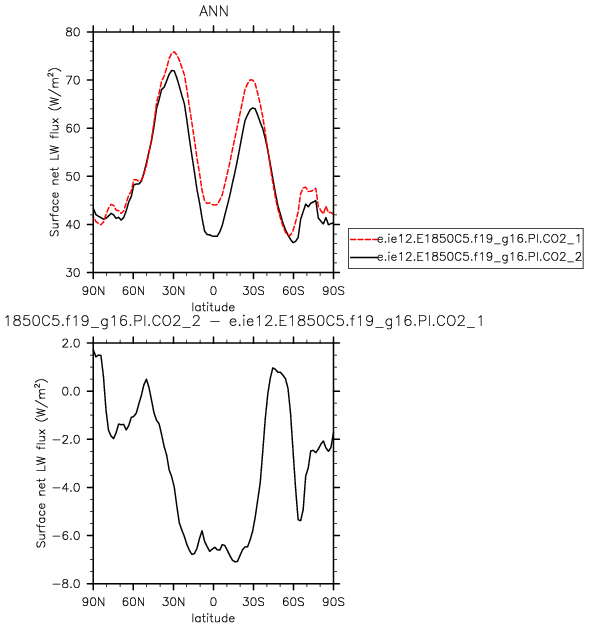 ANN
80
70
60
50
40
30
Surface net LW flux (W/m²)
90N 60N 30N 0 30S 60S 90S
latitude
e.ie12.E1850C5.f19_g16.PI.CO2_1
e.ie12.E1850C5.f19_g16.PI.CO2_2
1850C5.f19_g16.PI.CO2_2 − e.ie12.E1850C5.f19_g16.PI.CO2_1
2.0
0.0
−2.0
−4.0
−6.0
−8.0
Surface net LW flux (W/m²)
90N 60N 30N 0 30S 60S 90S
latitude